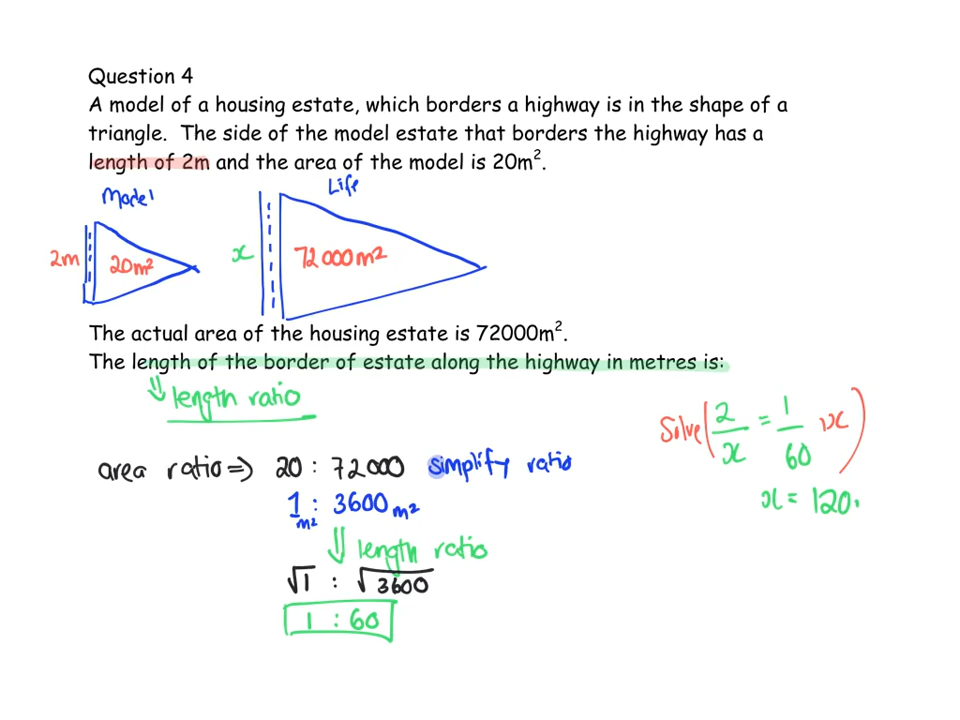 Question 4
A model of a housing estate, which borders a highway is in the shape of a
triangle. The side of the model estate that borders the highway has a
length of 2m and the area of the model is 20m².
Model
Life
2m
20m²
x
72000m²
The actual area of the housing estate is 72000m².
The length of the border of estate along the highway in metres is:
⇓ length ratio
Solve(2/x = 1/60, x)
x = 120.
area ratio ⇒ 20 : 72000 simplify ratio
1 m² : 3600 m²
⇓ length ratio
√1 : √3600
1 : 60